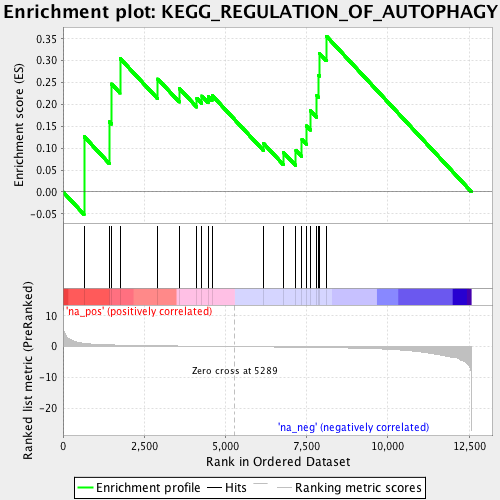 Enrichment plot: KEGG_REGULATION_OF_AUTOPHAGY
Enrichment score (ES)
0.35
0.30
0.25
0.20
0.15
0.10
0.05
0.00
-0.05
'na_pos' (positively correlated)
Ranked list metric (PreRanked)
10
0
-10
-20
Zero cross at 5289
'na_neg' (negatively correlated)
0
2,500
5,000
7,500
10,000
12,500
Rank in Ordered Dataset
Enrichment profile
Hits
Ranking metric scores